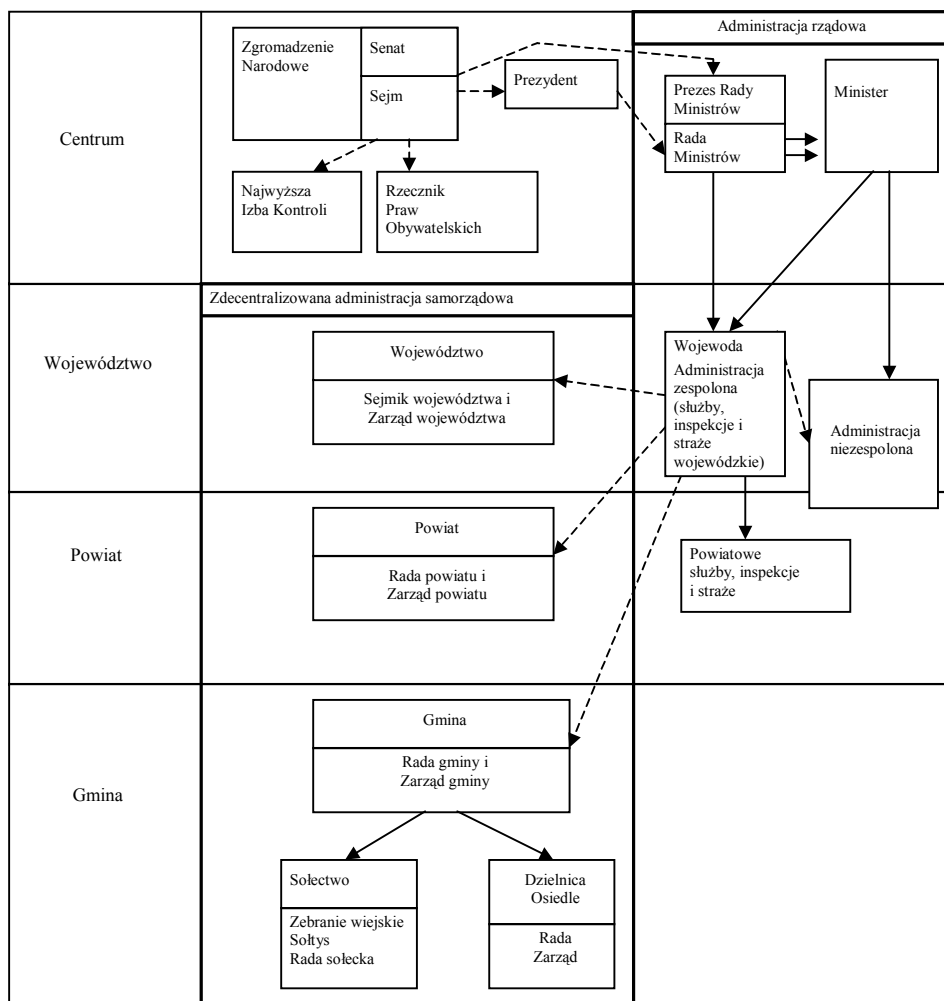 Administracja rządowa
Centrum
Zgromadzenie
Narodowe
Senat
Sejm
Prezydent
Prezes Rady
Ministrów
Rada
Ministrów
Minister
Najwyższa
Izba Kontroli
Rzecznik
Praw
Obywatelskich
Zdecentralizowana administracja samorządowa
Województwo
Województwo
Sejmik województwa i
Zarząd województwa
Wojewoda
Administracja
zespolona
(służby,
inspekcje i
straże
wojewódzkie)
Administracja
niezespolona
Powiat
Powiat
Rada powiatu i
Zarząd powiatu
Powiatowe
służby, inspekcje
i straże
Gmina
Gmina
Rada gminy i
Zarząd gminy
Sołectwo
Zebranie wiejskie
Sołtys
Rada sołecka
Dzielnica
Osiedle
Rada
Zarząd